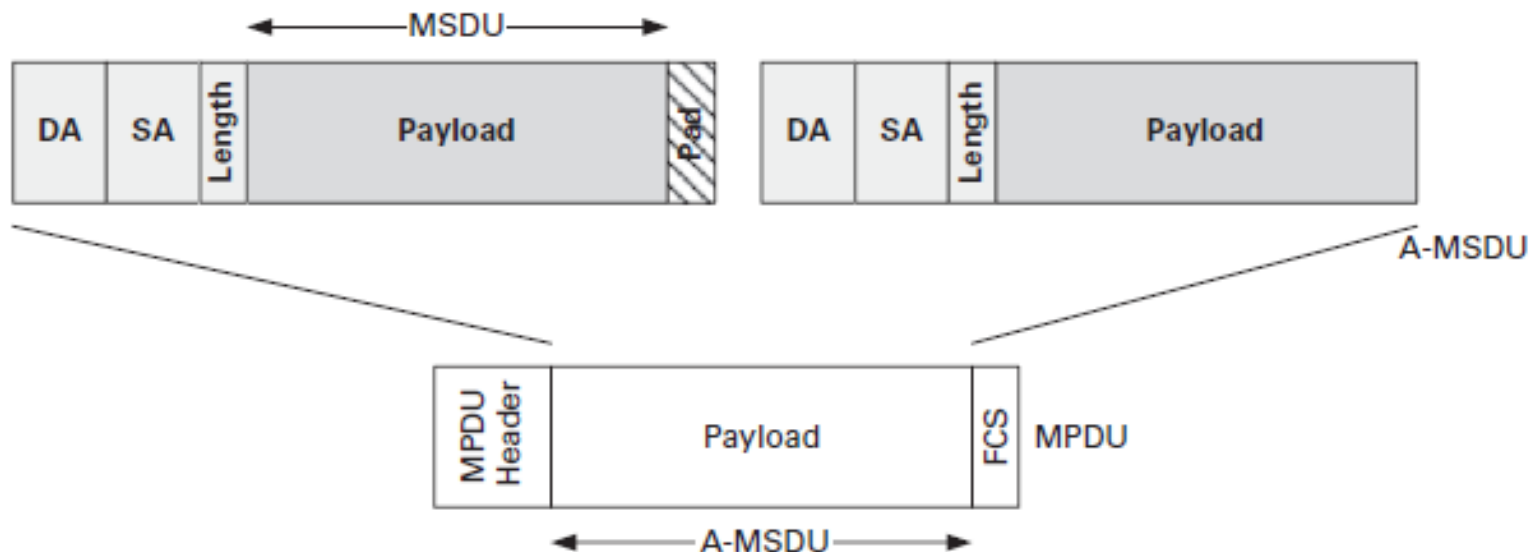 MSDU
DA SA Length Payload Pad DA SA Length Payload
A-MSDU
MPDU Header Payload FCS MPDU
A-MSDU